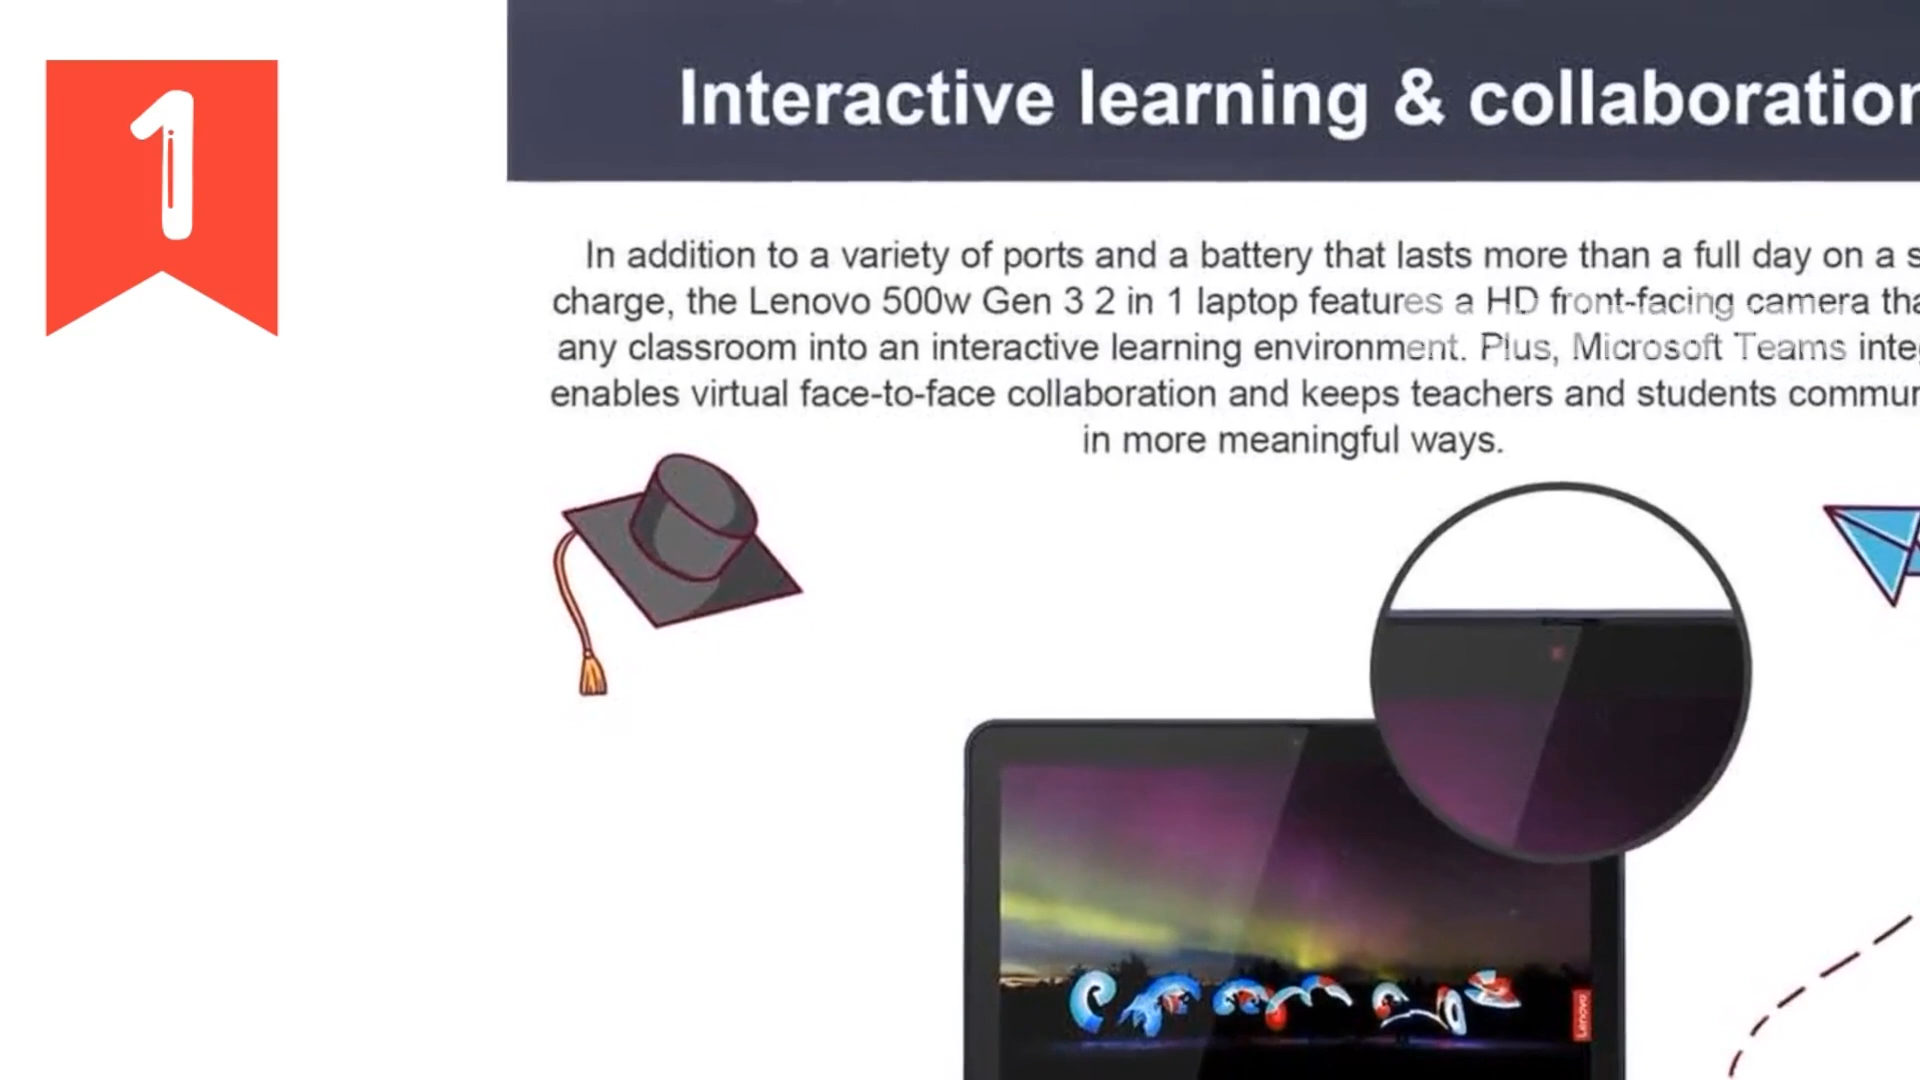 1
Interactive learning & collaboration
In addition to a variety of ports and a battery that lasts more than a full day on a s
charge, the Lenovo 500w Gen 3 2 in 1 laptop features a HD front-facing camera tha
any classroom into an interactive learning environment. Plus, Microsoft Teams integ
enables virtual face-to-face collaboration and keeps teachers and students commun
in more meaningful ways.
Lenovo